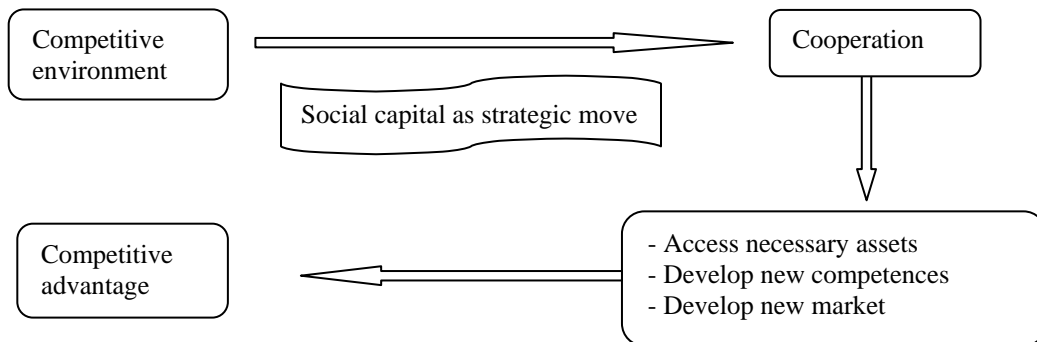 Competitive
environment
Cooperation
Social capital as strategic move
- Access necessary assets
- Develop new competences
- Develop new market
Competitive
advantage